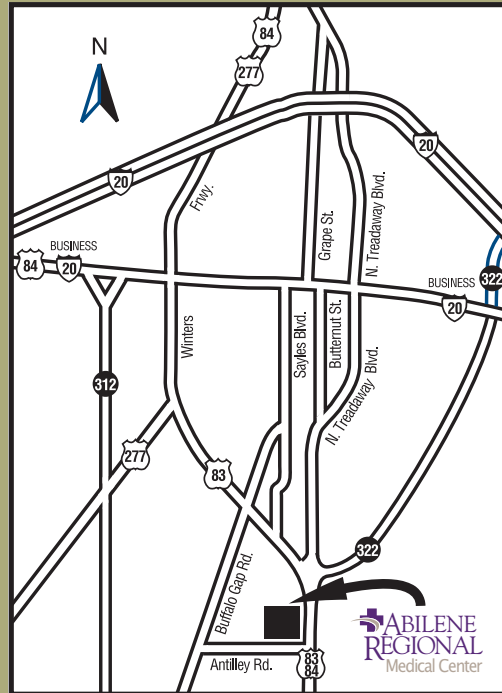 84
N
277
20
20
Frwy.
Grape St.
N. Treadaway Blvd.
BUSINESS
84
20
322
BUSINESS
20
Winters
Sayles Blvd.
Butternut St.
N. Treadaway Blvd.
312
277
83
322
Buffalo Gap Rd.
ABILENE
REGIONAL
Medical Center
Antilley Rd.
83
84